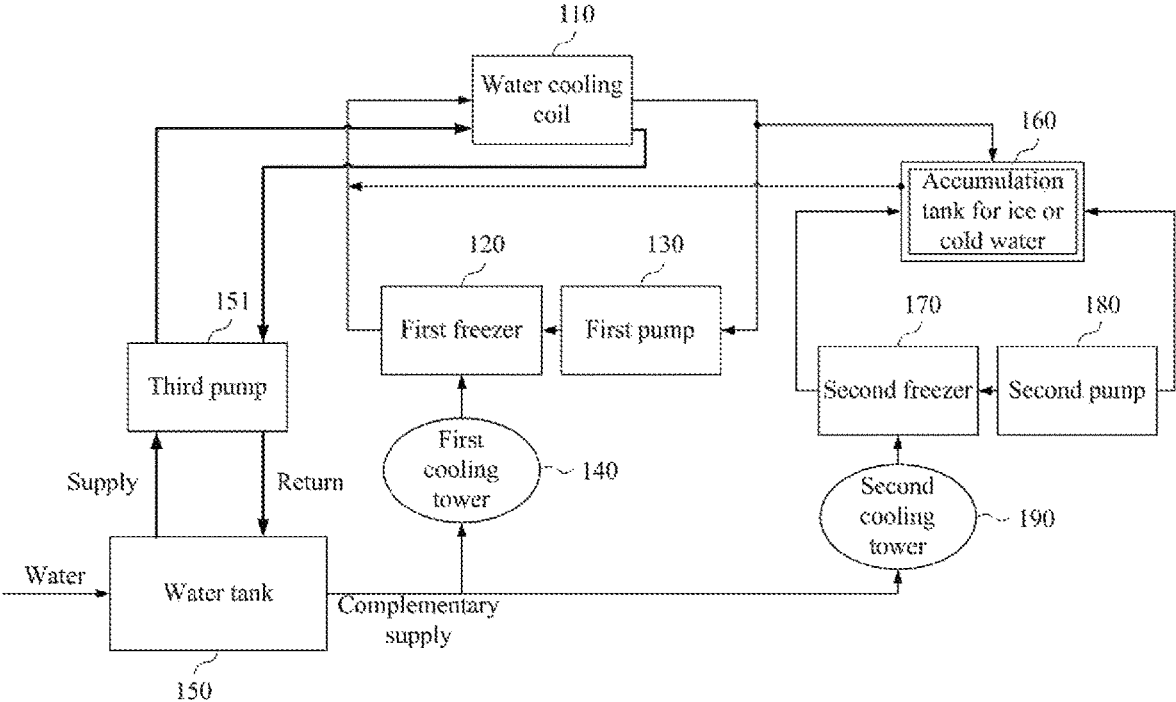 110
Water cooling
coil
160
Accumulation
tank for ice or
cold water
120
First freezer
130
First pump
151
Third pump
170
Second freezer
180
Second pump
First
cooling
tower
140
Second
cooling
tower
190
Supply
Return
Water
Water tank
Complementary
supply
150